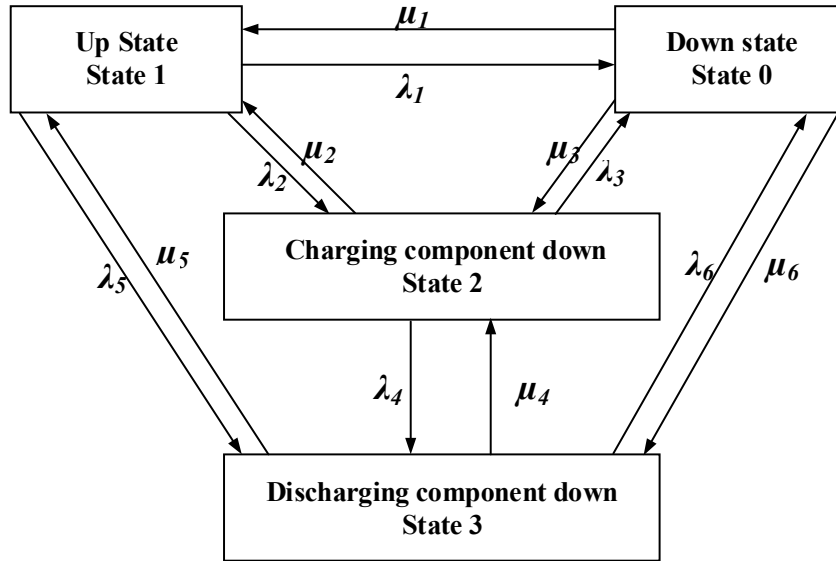 μ1
Up State
State 1
Down state
State 0
λ1
μ2
λ2
μ3
λ3
Charging component down
State 2
μ5
λ5
λ6
μ6
λ4
μ4
Discharging component down
State 3